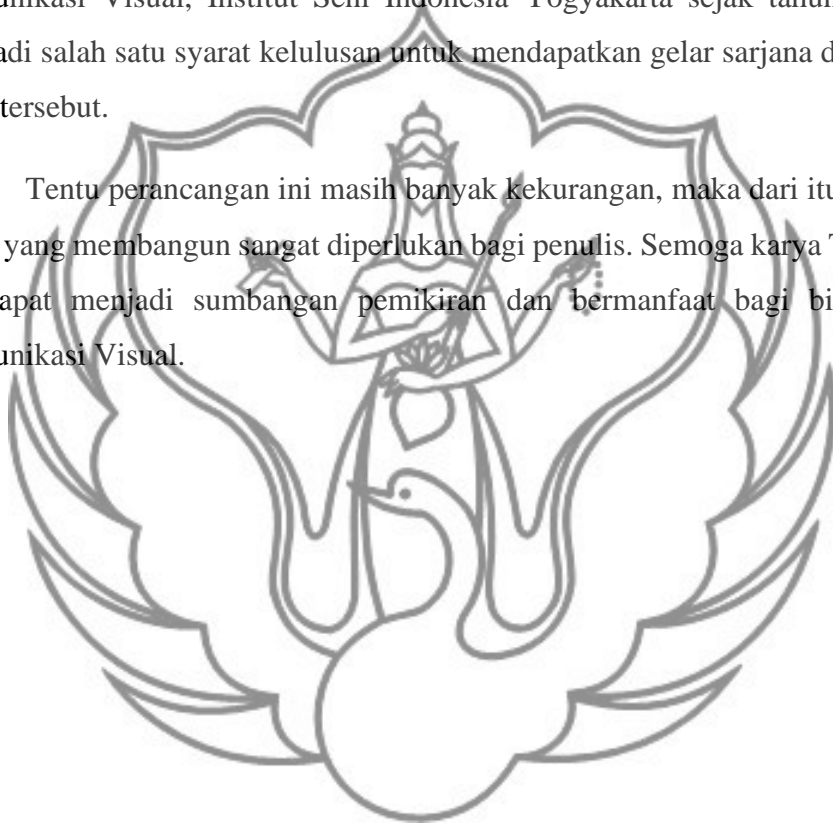 unikasi Visual, Institut Seni Indonesia Yogyakarta sejak tahun
adi salah satu syarat kelulusan untuk mendapatkan gelar sarjana d
tersebut.
Tentu perancangan ini masih banyak kekurangan, maka dari itu
yang membangun sangat diperlukan bagi penulis. Semoga karya T
apat menjadi sumbangan pemikiran dan bermanfaat bagi bi
unikasi Visual.